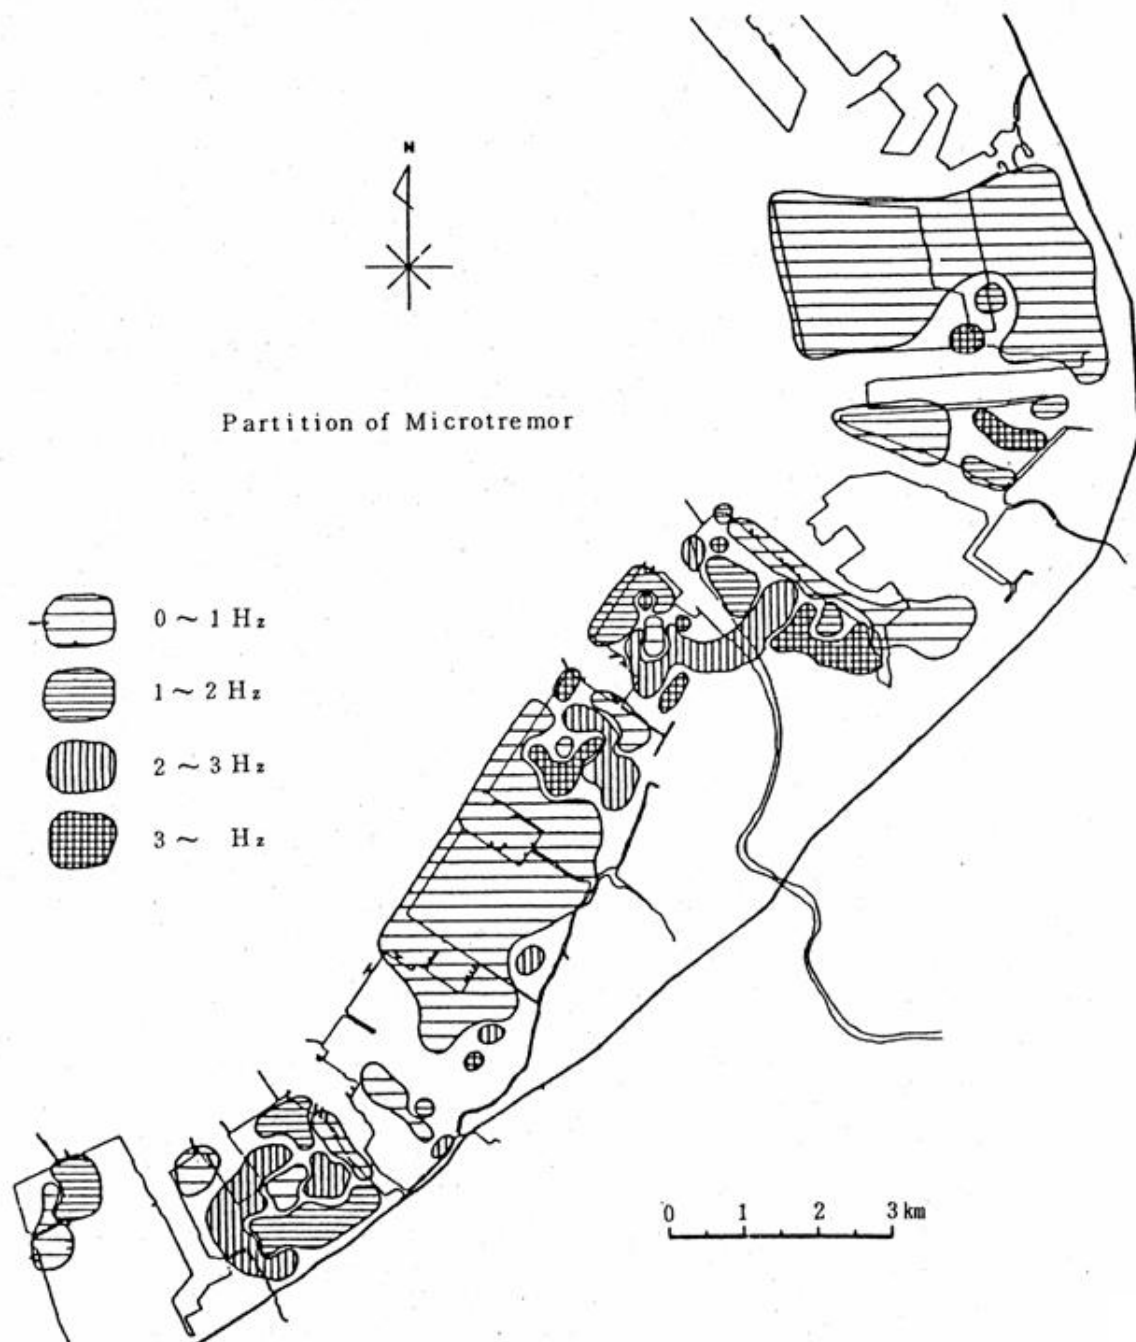 N
Partition of Microtremor
0 ~ 1 Hz
1 ~ 2 Hz
2 ~ 3 Hz
3 ~ Hz
0 1 2 3 km